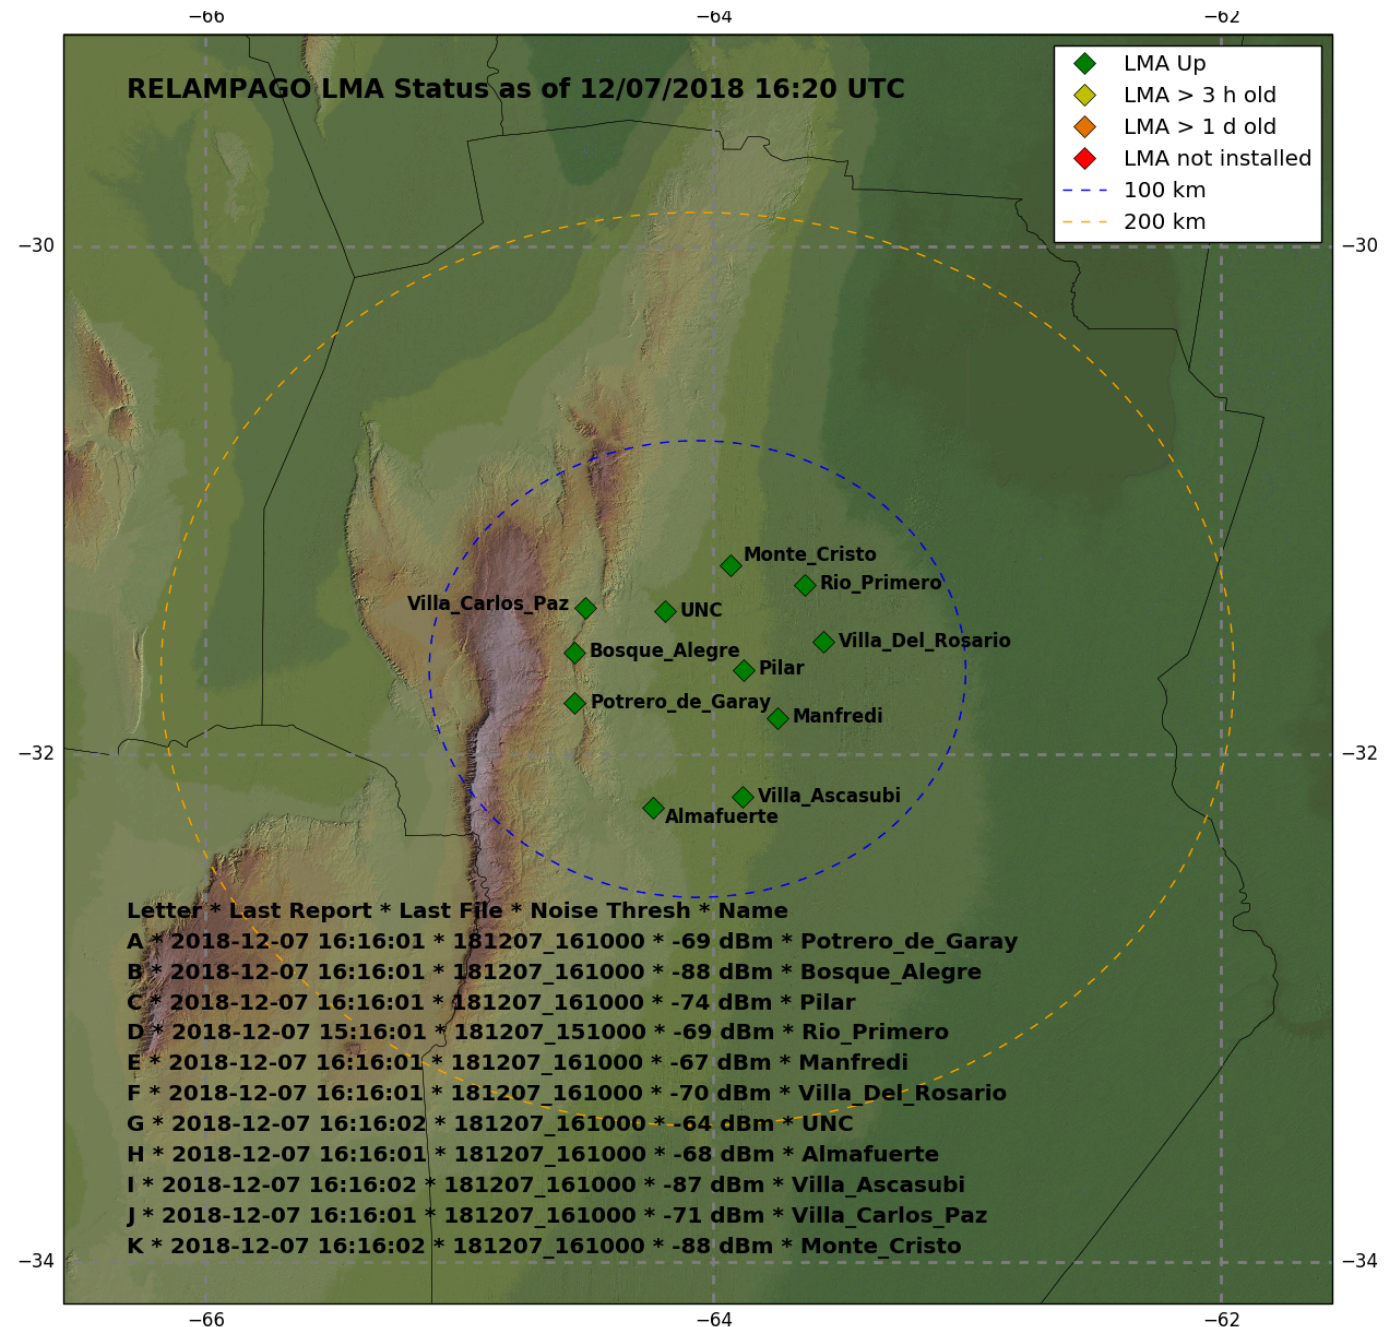 −66 −64 −62
RELAMPAGO LMA Status as of 12/07/2018 16:20 UTC
LMA Up
LMA > 3 h old
LMA > 1 d old
LMA not installed
100 km
200 km
−30 −30
Monte_Cristo
Rio_Primero
Villa_Carlos_Paz
UNC
Villa_Del_Rosario
Bosque_Alegre
Pilar
Potrero_de_Garay
Manfredi
−32 −32
Villa_Ascasubi
Almafuerte
Letter * Last Report * Last File * Noise Thresh * Name
A * 2018-12-07 16:16:01 * 181207_161000 * -69 dBm * Potrero_de_Garay
B * 2018-12-07 16:16:01 * 181207_161000 * -88 dBm * Bosque_Alegre
C * 2018-12-07 16:16:01 * 181207_161000 * -74 dBm * Pilar
D * 2018-12-07 15:16:01 * 181207_151000 * -69 dBm * Rio_Primero
E * 2018-12-07 16:16:01 * 181207_161000 * -67 dBm * Manfredi
F * 2018-12-07 16:16:01 * 181207_161000 * -70 dBm * Villa_Del_Rosario
G * 2018-12-07 16:16:02 * 181207_161000 * -64 dBm * UNC
H * 2018-12-07 16:16:01 * 181207_161000 * -68 dBm * Almafuerte
I * 2018-12-07 16:16:02 * 181207_161000 * -87 dBm * Villa_Ascasubi
J * 2018-12-07 16:16:01 * 181207_161000 * -71 dBm * Villa_Carlos_Paz
K * 2018-12-07 16:16:02 * 181207_161000 * -88 dBm * Monte_Cristo
−34 −34
−66 −64 −62